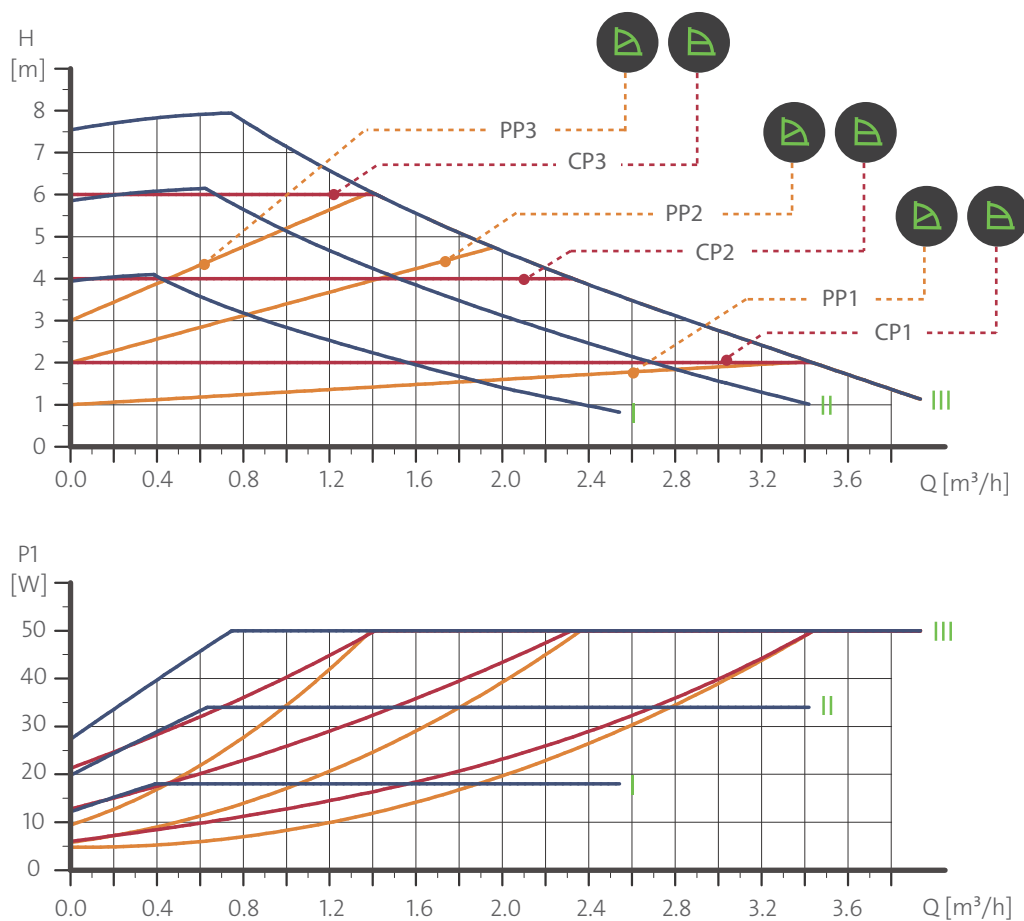 H
[m]
8
7
6
5
4
3
2
1
0
PP3
CP3
PP2
CP2
PP1
CP1
I
II
III
0.0 0.4 0.8 1.2 1.6 2.0 2.4 2.8 3.2 3.6 Q [m³/h]
P1
[W]
50
40
30
20
10
0
III
II
I
0.0 0.4 0.8 1.2 1.6 2.0 2.4 2.8 3.2 3.6 Q [m³/h]